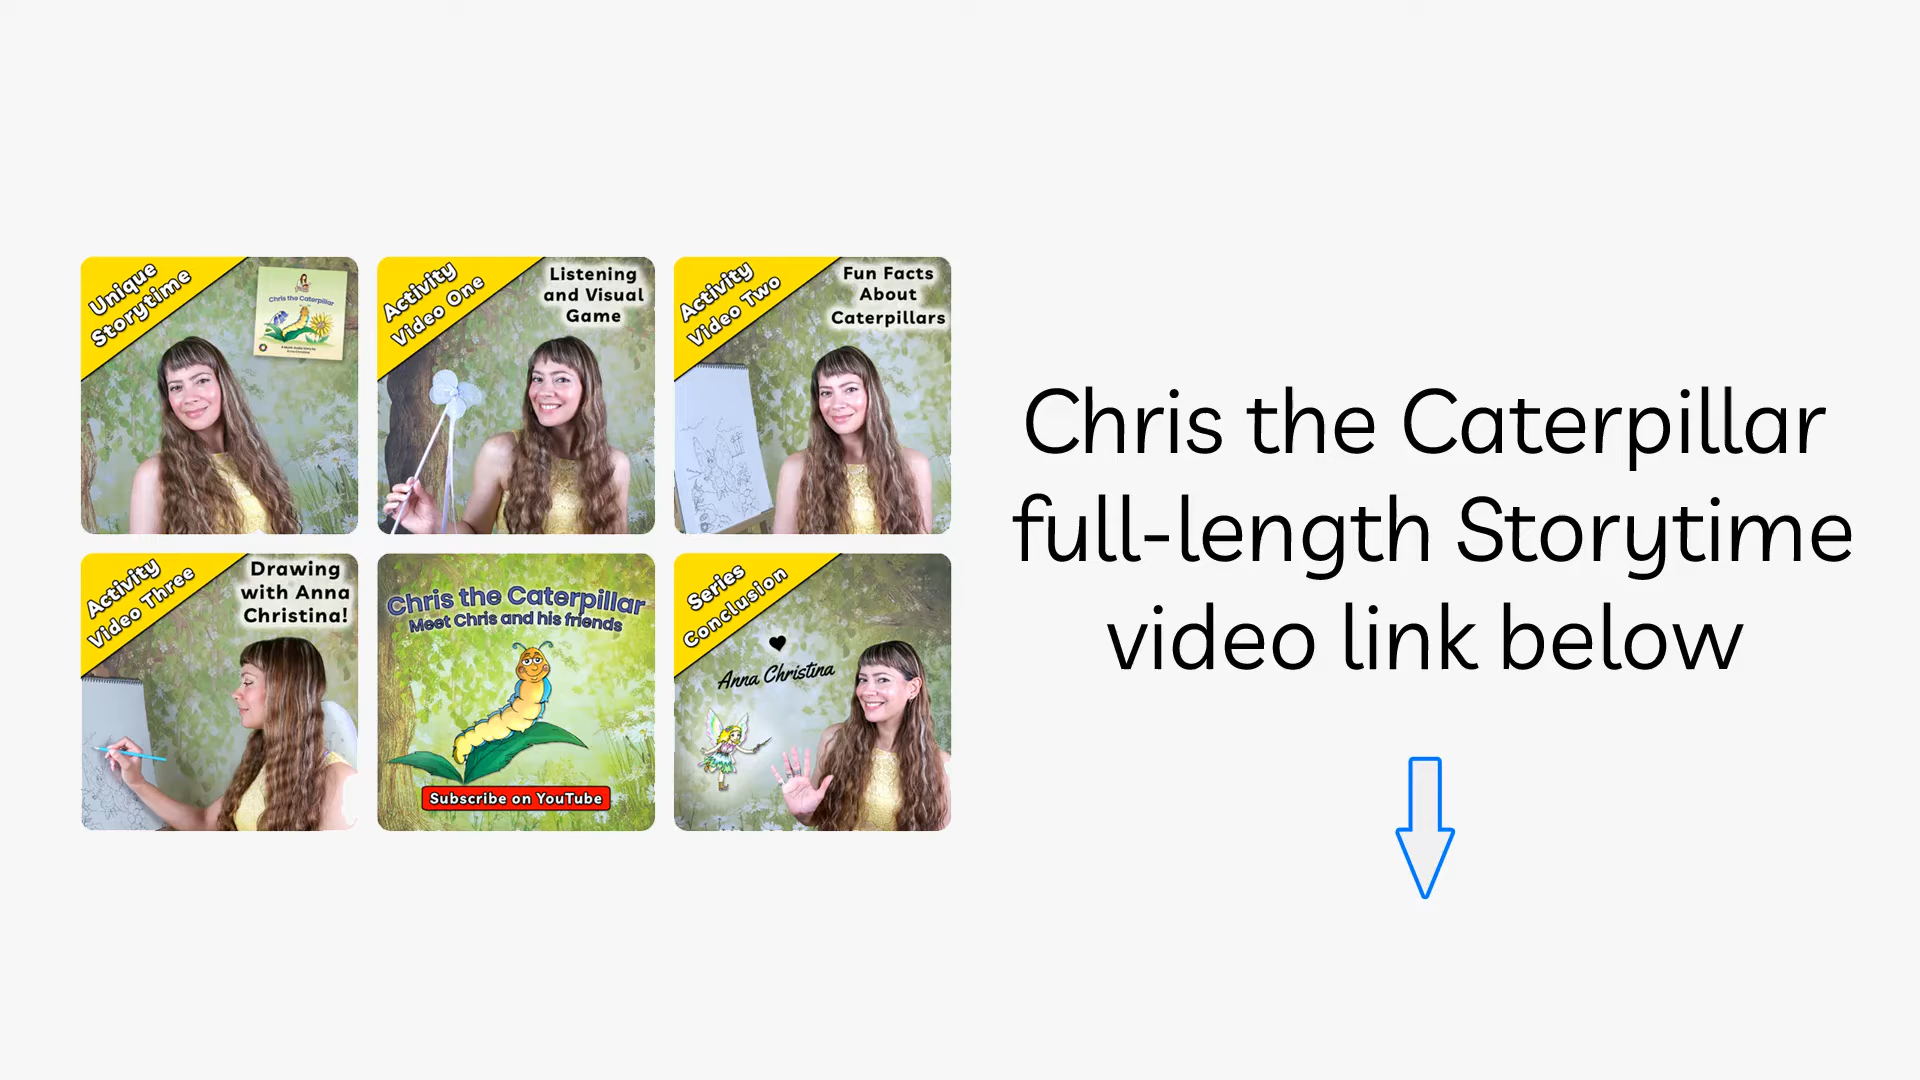 Unique
Storytime
Chris the Caterpillar
Activity
Video One
Listening
and Visual
Game
Activity
Video Two
Fun Facts
About
Caterpillars
Activity
Video Three
Drawing
with Anna
Christina!
Chris the Caterpillar
Meet Chris and his friends
Subscribe on YouTube
Series
Conclusion
Anna Christina
Chris the Caterpillar
full-length Storytime
video link below